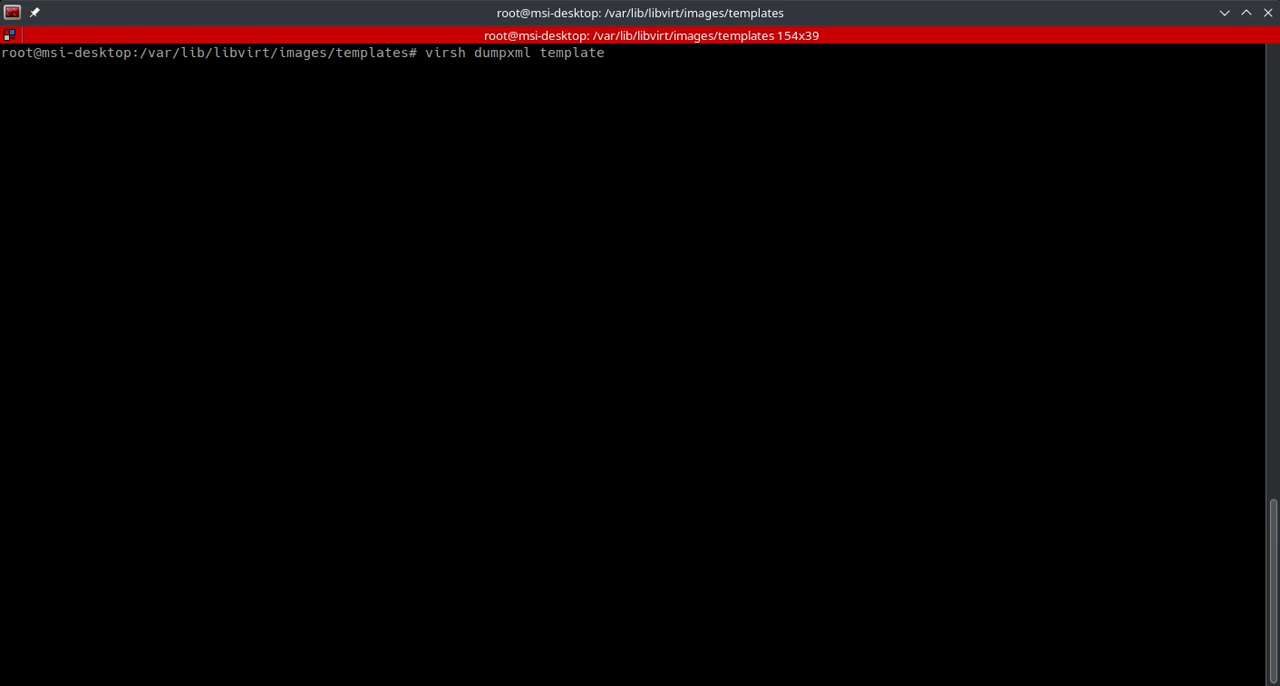 root@msi-desktop: /var/lib/libvirt/images/templates
root@msi-desktop: /var/lib/libvirt/images/templates 154x39
root@msi-desktop:/var/lib/libvirt/images/templates# virsh dumpxml template